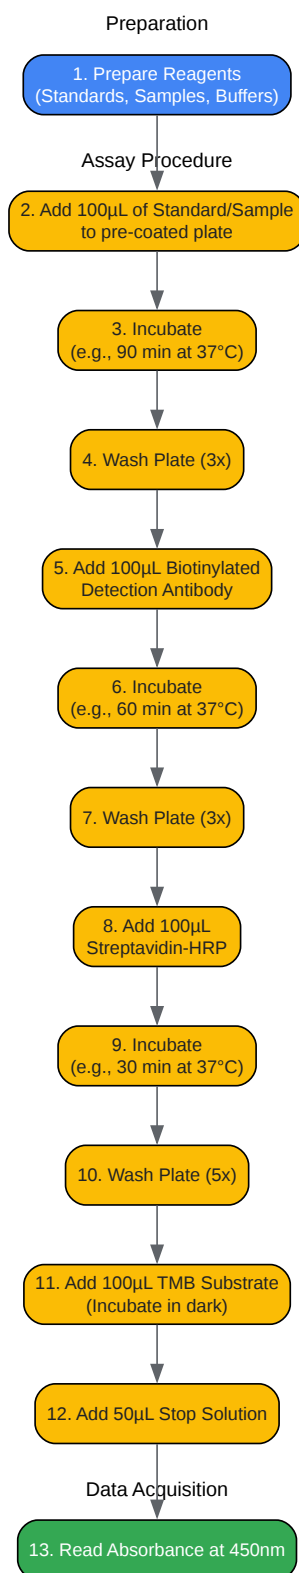 Preparation
1. Prepare Reagents
(Standards, Samples, Buffers)
Assay Procedure
2. Add 100µL of Standard/Sample
to pre-coated plate
3. Incubate
(e.g., 90 min at 37°C)
4. Wash Plate (3x)
5. Add 100µL Biotinylated
Detection Antibody
6. Incubate
(e.g., 60 min at 37°C)
7. Wash Plate (3x)
8. Add 100µL
Streptavidin-HRP
9. Incubate
(e.g., 30 min at 37°C)
10. Wash Plate (5x)
11. Add 100µL TMB Substrate
(Incubate in dark)
12. Add 50µL Stop Solution
Data Acquisition
13. Read Absorbance at 450nm